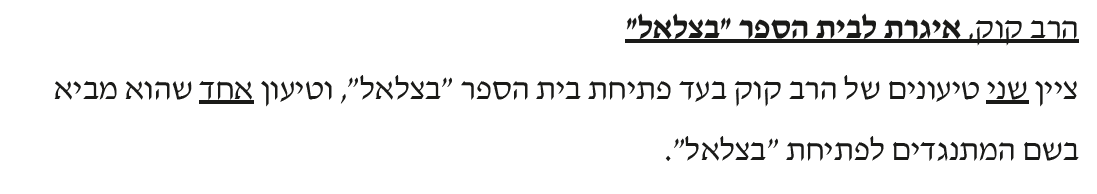 הרב קוק, איגרת לבית הספר "בצלאל"
ציין שני טיעונים של הרב קוק בעד פתיחת בית הספר "בצלאל", וטיעון אחד שהוא מביא
בשם המתנגדים לפתיחת "בצלאל".